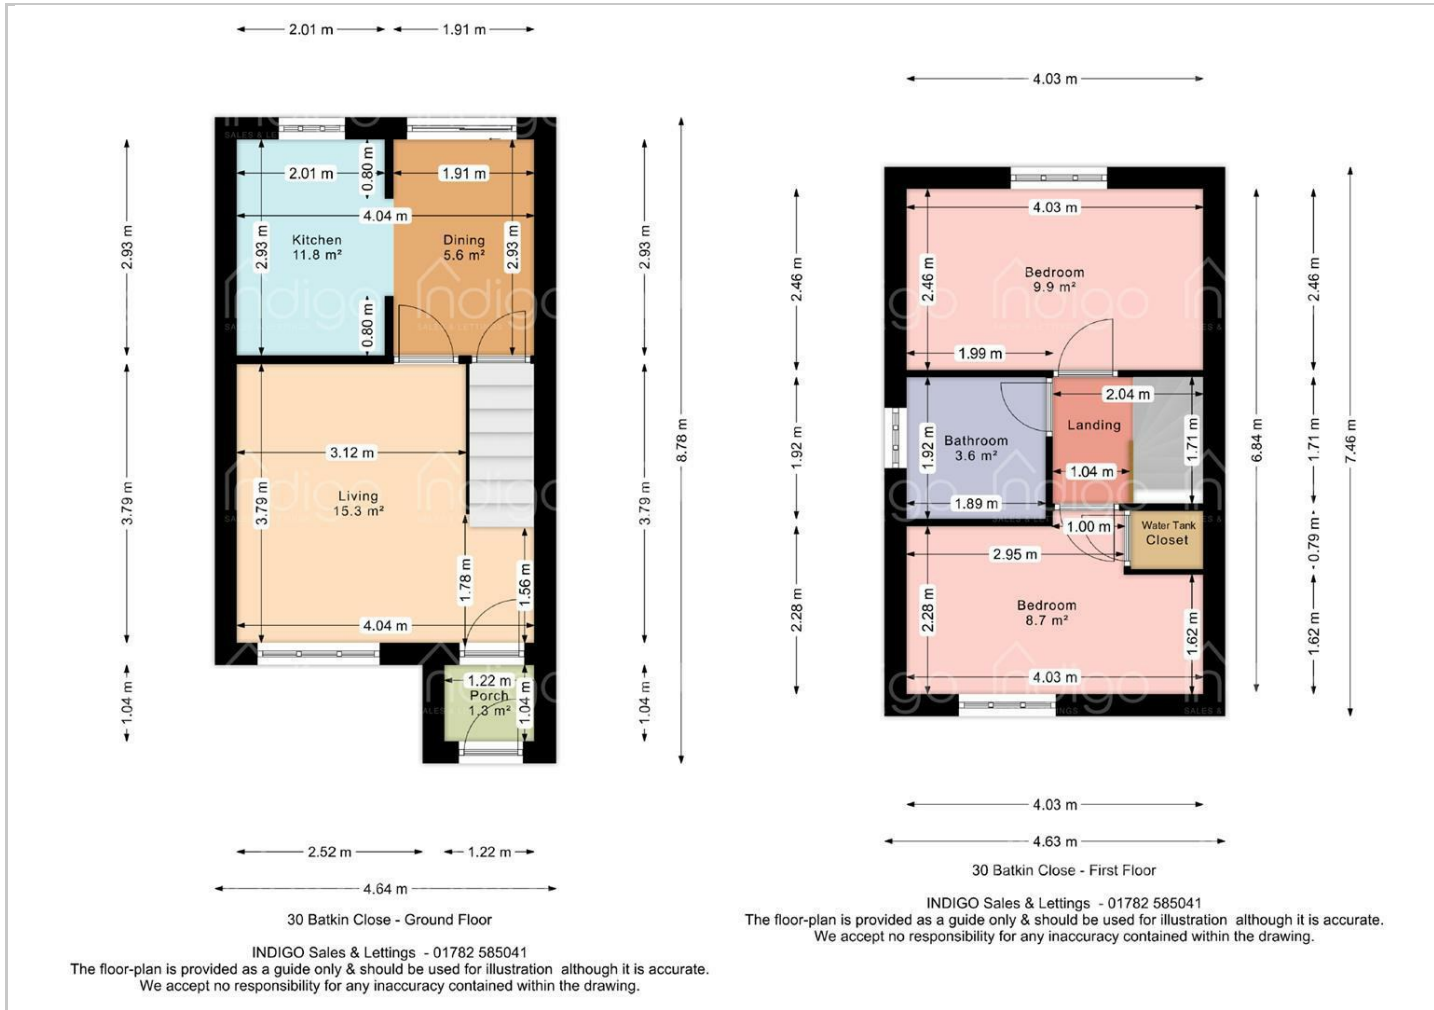 2.01 m
1.91 m
2.01 m
0.80 m
1.91 m
4.04 m
2.93 m
2.93 m
Kitchen
11.8 m²
Dining
5.6 m²
2.93 m
2.93 m
0.80 m
3.12 m
3.79 m
3.79 m
Living
15.3 m²
3.79 m
8.78 m
1.78 m
1.56 m
4.04 m
1.04 m
1.22 m
Porch
1.3 m²
1.04 m
1.04 m
2.52 m
1.22 m
4.64 m
30 Batkin Close - Ground Floor
INDIGO Sales & Lettings - 01782 585041
The floor-plan is provided as a guide only & should be used for illustration although it is accurate.
We accept no responsibility for any inaccuracy contained within the drawing.
4.03 m
4.03 m
2.46 m
2.46 m
Bedroom
9.9 m²
2.46 m
1.99 m
2.04 m
1.92 m
1.92 m
Bathroom
3.6 m²
Landing
1.71 m
1.71 m
6.84 m
7.46 m
1.04 m
1.89 m
1.00 m
Water Tank
Closet
0.79 m
2.95 m
2.28 m
2.28 m
Bedroom
8.7 m²
1.62 m
1.62 m
4.03 m
4.03 m
4.63 m
30 Batkin Close - First Floor
INDIGO Sales & Lettings - 01782 585041
The floor-plan is provided as a guide only & should be used for illustration although it is accurate.
We accept no responsibility for any inaccuracy contained within the drawing.
Indigo
SALES & LETTINGS